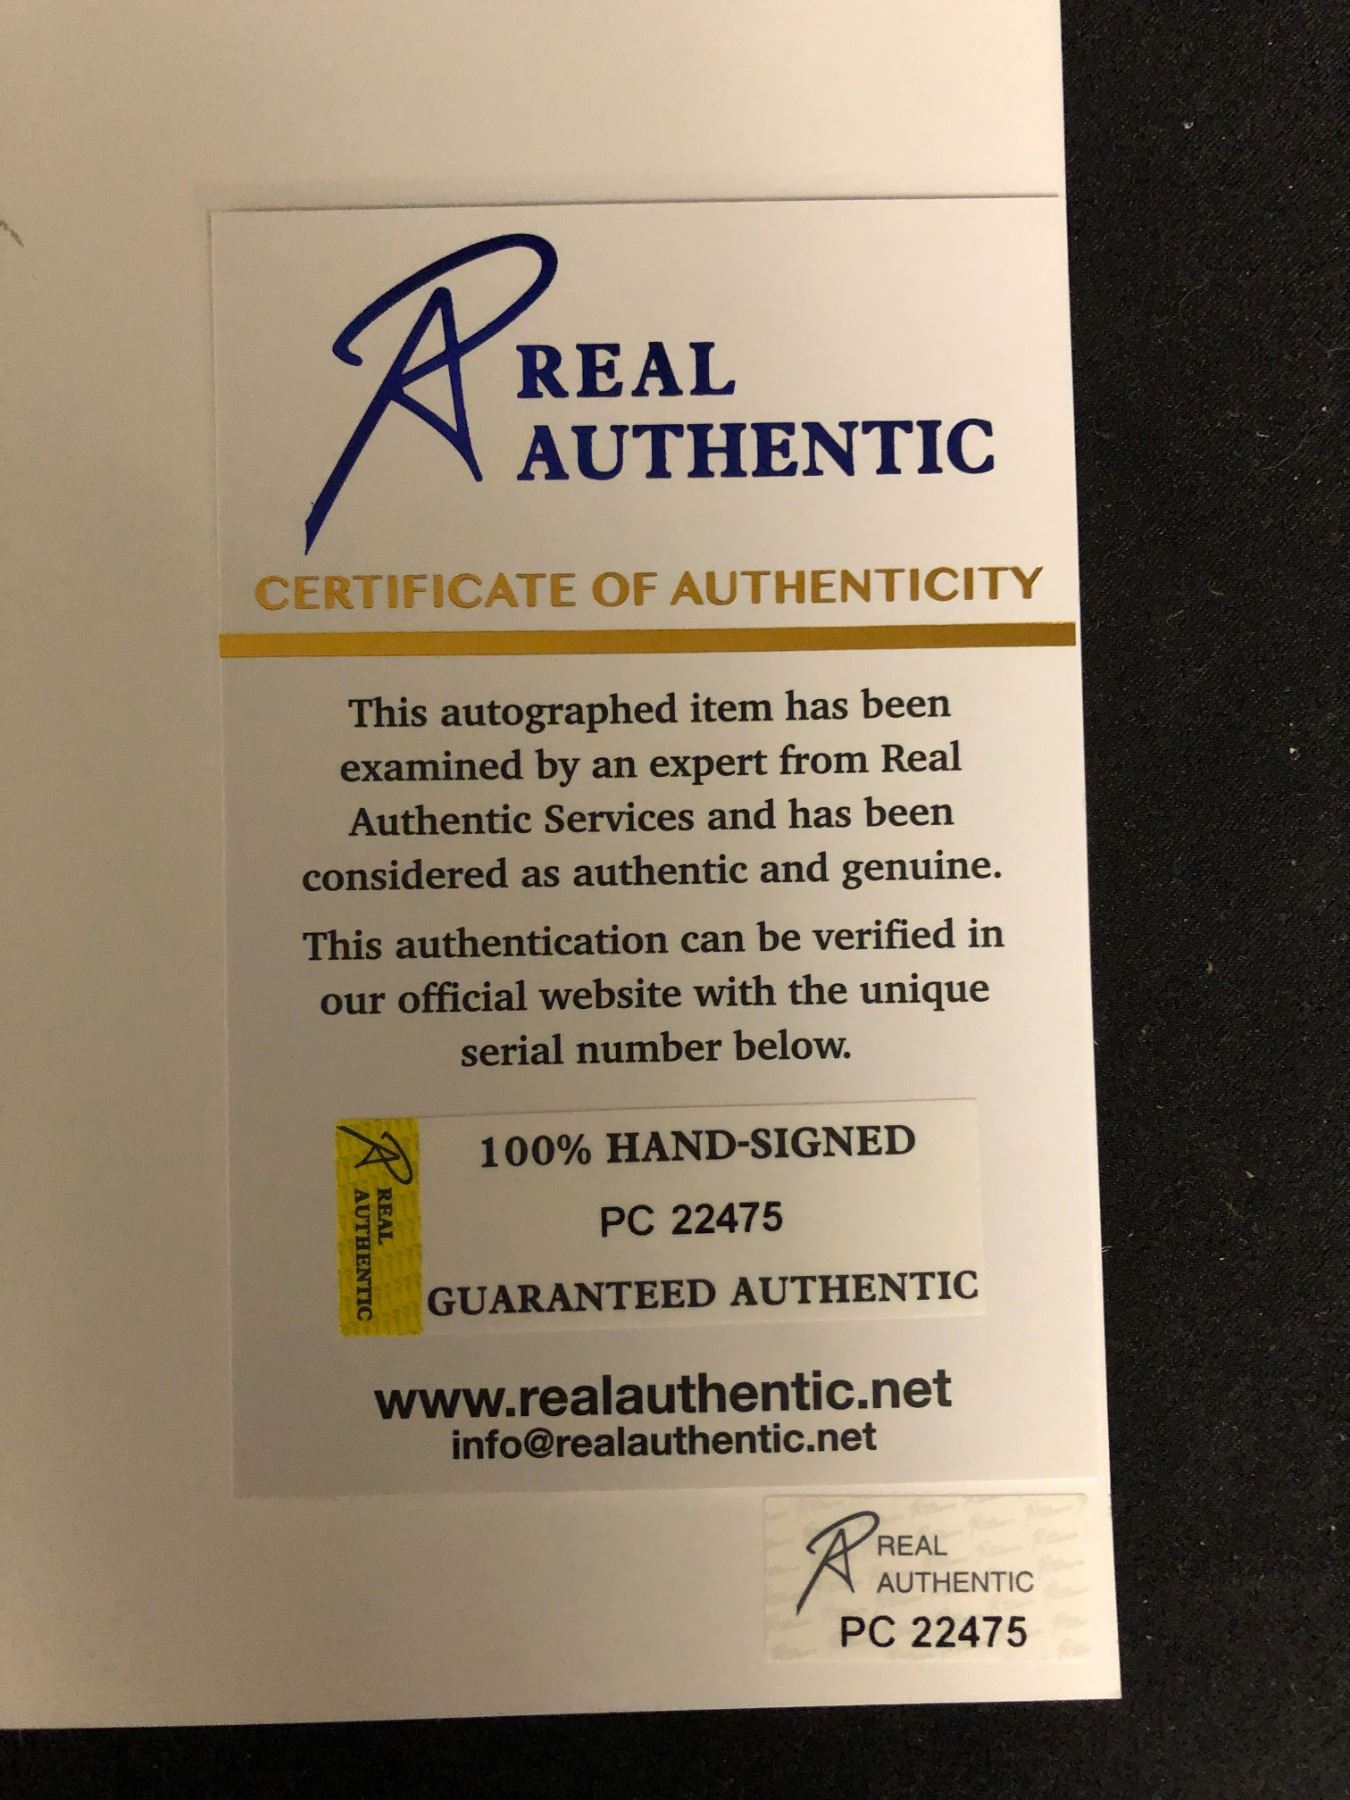 REAL
AUTHENTIC
CERTIFICATE OF AUTHENTICITY
This autographed item has been
examined by an expert from Real
Authentic Services and has been
considered as authentic and genuine.
This authentication can be verified in
our official website with the unique
serial number below.
REAL
AUTHENTIC
100% HAND-SIGNED
PC 22475
GUARANTEED AUTHENTIC
www.realauthentic.net
info@realauthentic.net
REAL
AUTHENTIC
PC 22475